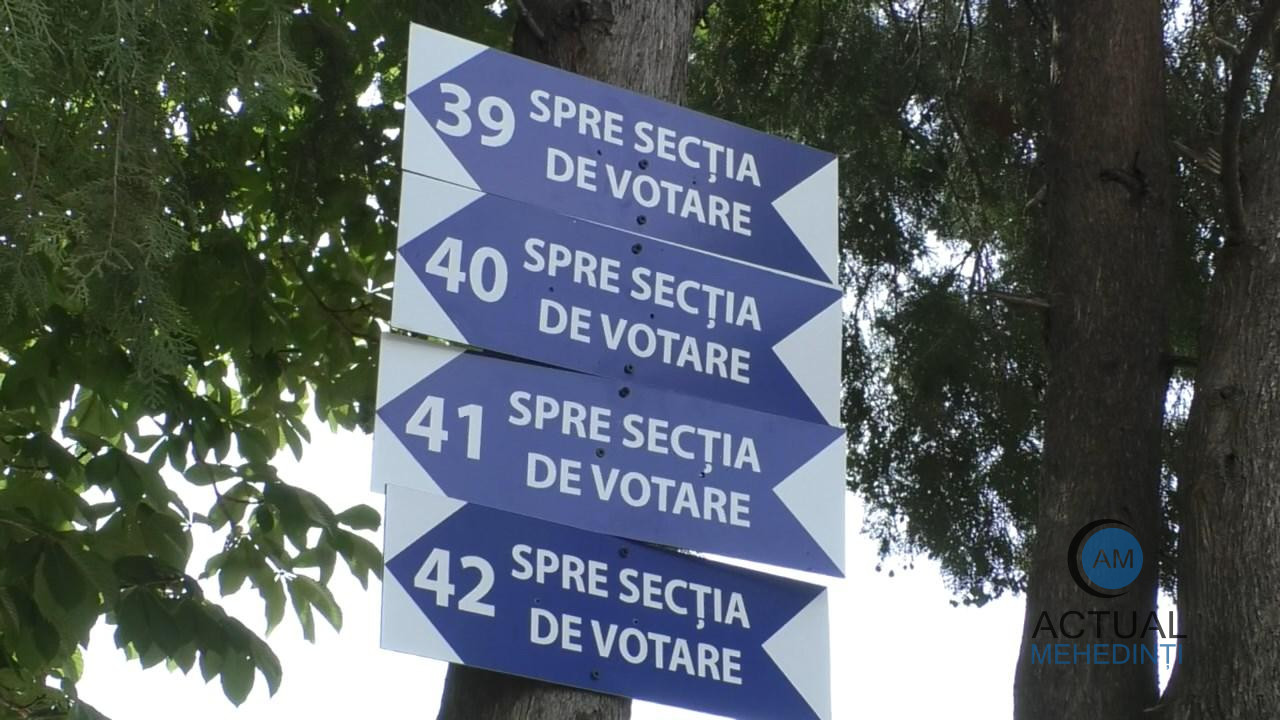 39 SPRE SECȚIA
DE VOTARE
40 SPRE SECȚIA
DE VOTARE
41 SPRE SECȚIA
DE VOTARE
42 SPRE SECȚIA
DE VOTARE
AM
ACTUAL
MEHEDINȚI